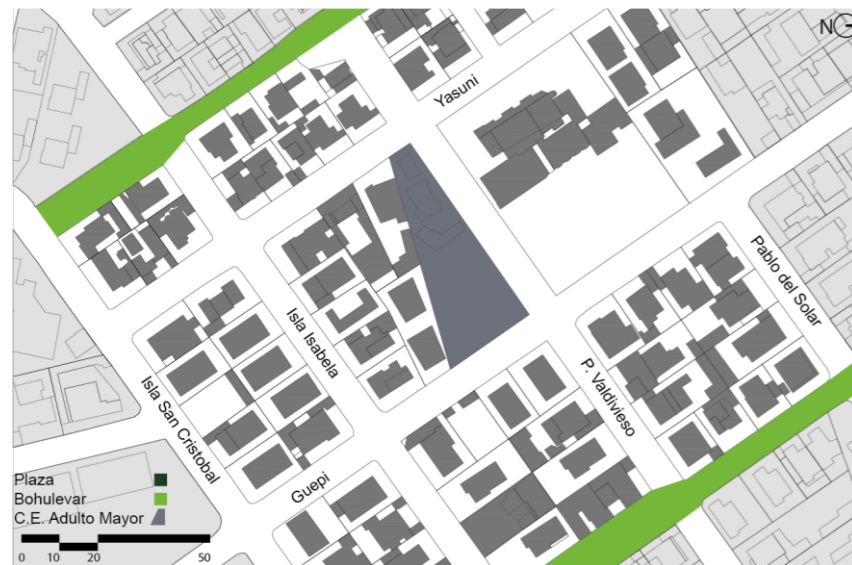 N
Yasuni
Pablo del Solar
Isla Isabela
P. Valdivieso
Isla San Cristobal
Guepi
Plaza
Bohulevar
C.E. Adulto Mayor
0 10 20 50